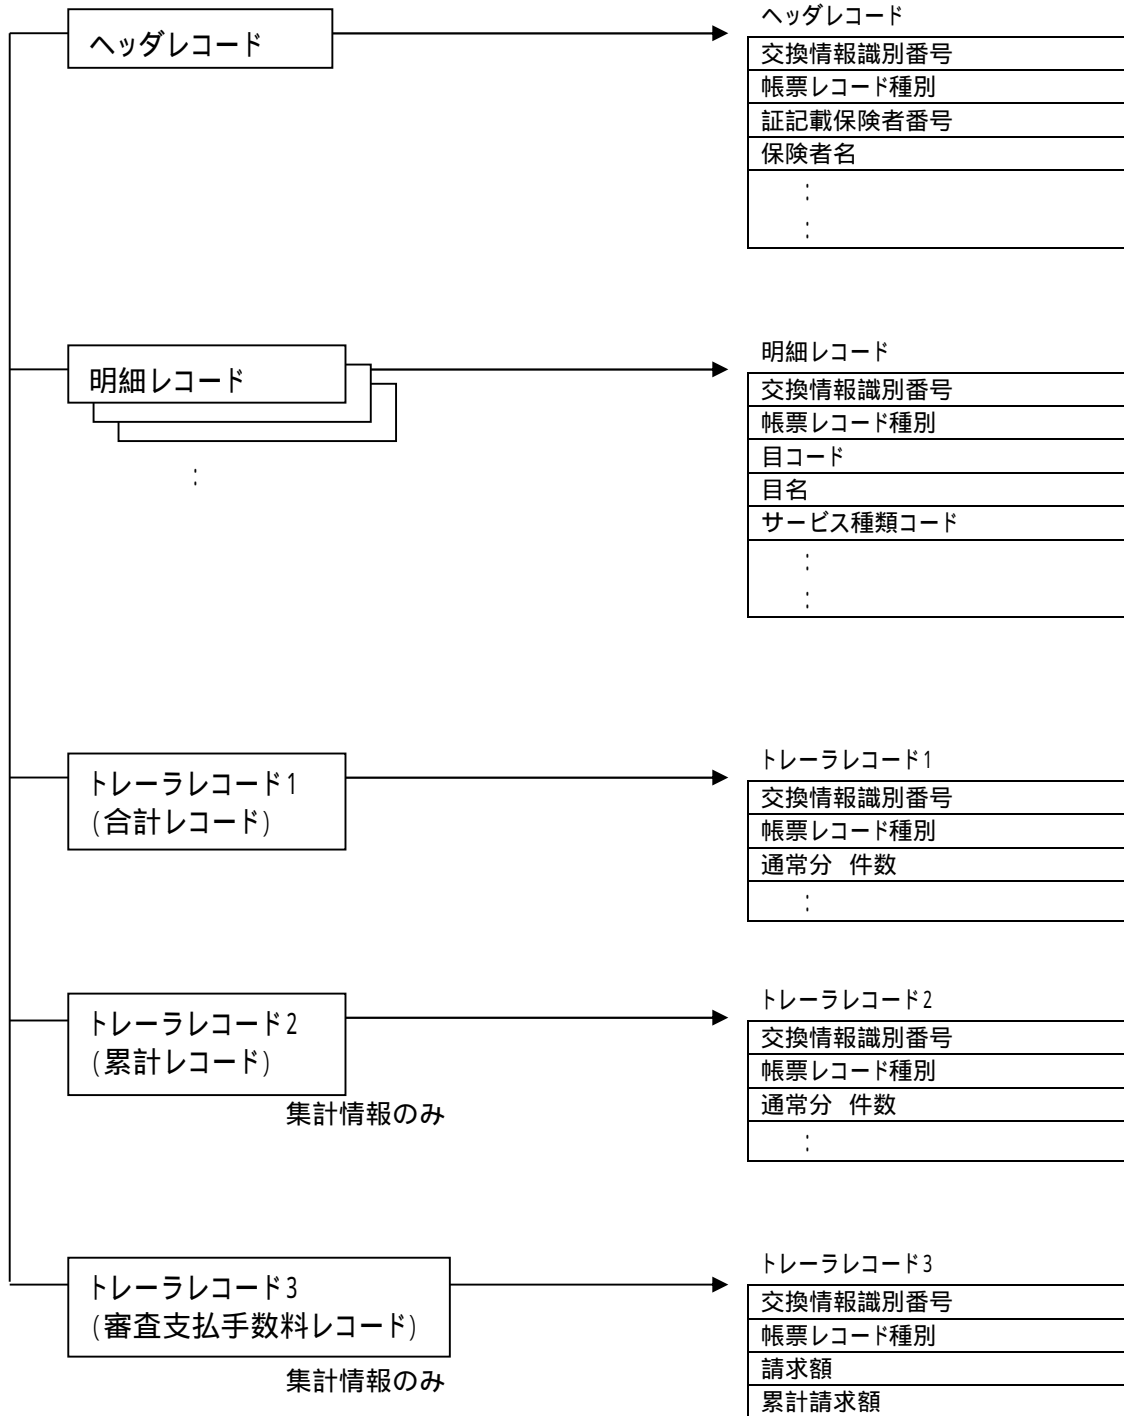 ヘッダレコード
ヘッダレコード
交換情報識別番号
帳票レコード種別
証記載保険者番号
保険者名
:
:
明細レコード
:
明細レコード
交換情報識別番号
帳票レコード種別
目コード
目名
サービス種類コード
:
:
トレーラレコード1
(合計レコード)
トレーラレコード1
交換情報識別番号
帳票レコード種別
通常分 件数
:
トレーラレコード2
(累計レコード)
集計情報のみ
トレーラレコード2
交換情報識別番号
帳票レコード種別
通常分 件数
:
トレーラレコード3
(審査支払手数料レコード)
集計情報のみ
トレーラレコード3
交換情報識別番号
帳票レコード種別
請求額
累計請求額